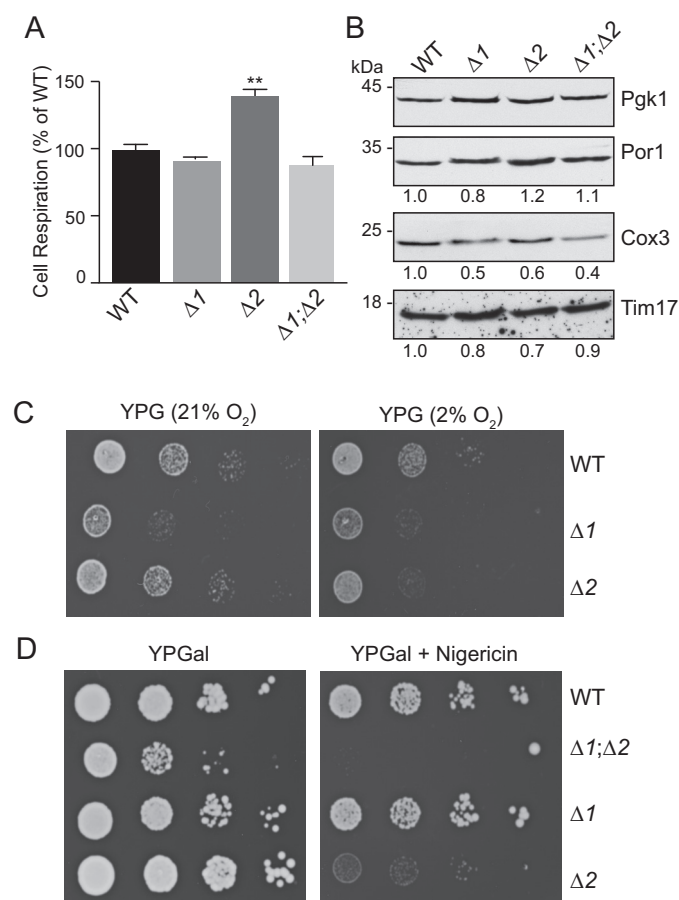 A
Cell Respiration (% of WT)
150
100
50
0
**
WT
Δ1
Δ2
Δ1;Δ2
B
kDa
WT
Δ1
Δ2
Δ1;Δ2
45
Pgk1
35
Por1
1.0 0.8 1.2 1.1
25
Cox3
1.0 0.5 0.6 0.4
18
Tim17
1.0 0.8 0.7 0.9
C
YPG (21% O₂)
YPG (2% O₂)
WT
Δ1
Δ2
D
YPGal
YPGal + Nigericin
WT
Δ1;Δ2
Δ1
Δ2